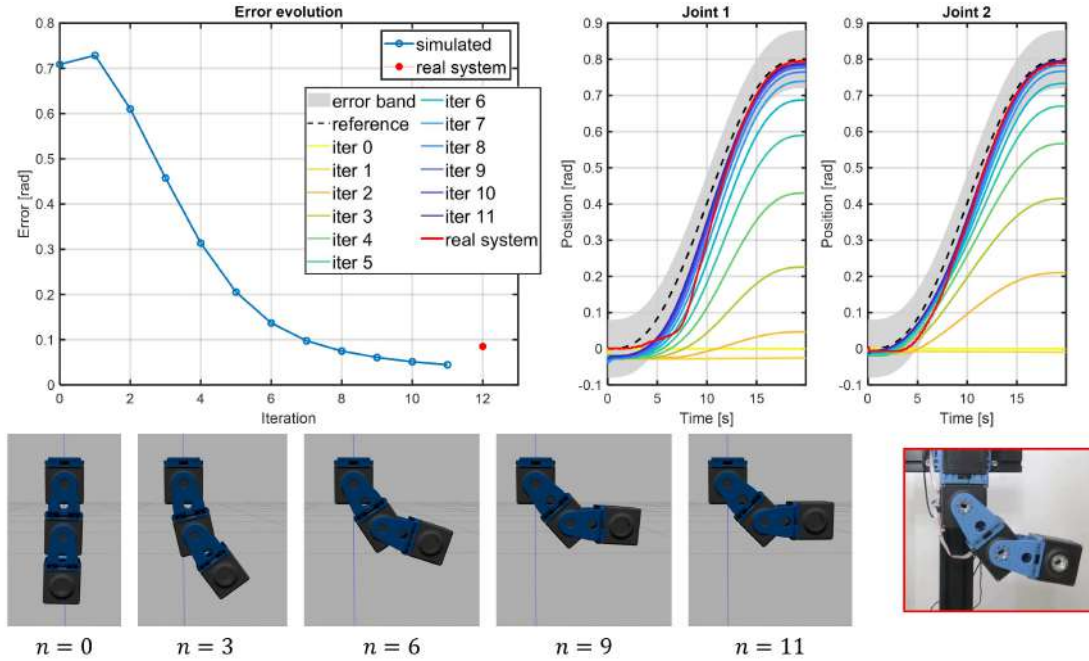 Error evolution
0.8
0.7
0.6
0.5
0.4
0.3
0.2
0.1
0
Error [rad]
0 2 4 6 8 10 12
Iteration
simulated
real system
error band
reference
iter 0
iter 1
iter 2
iter 3
iter 4
iter 5
iter 6
iter 7
iter 8
iter 9
iter 10
iter 11
real system
Joint 1
0.9
0.8
0.7
0.6
0.5
0.4
0.3
0.2
0.1
0
-0.1
Position [rad]
0 5 10 15
Time [s]
Joint 2
0.9
0.8
0.7
0.6
0.5
0.4
0.3
0.2
0.1
0
-0.1
Position [rad]
0 5 10 15
Time [s]
n = 0
n = 3
n = 6
n = 9
n = 11